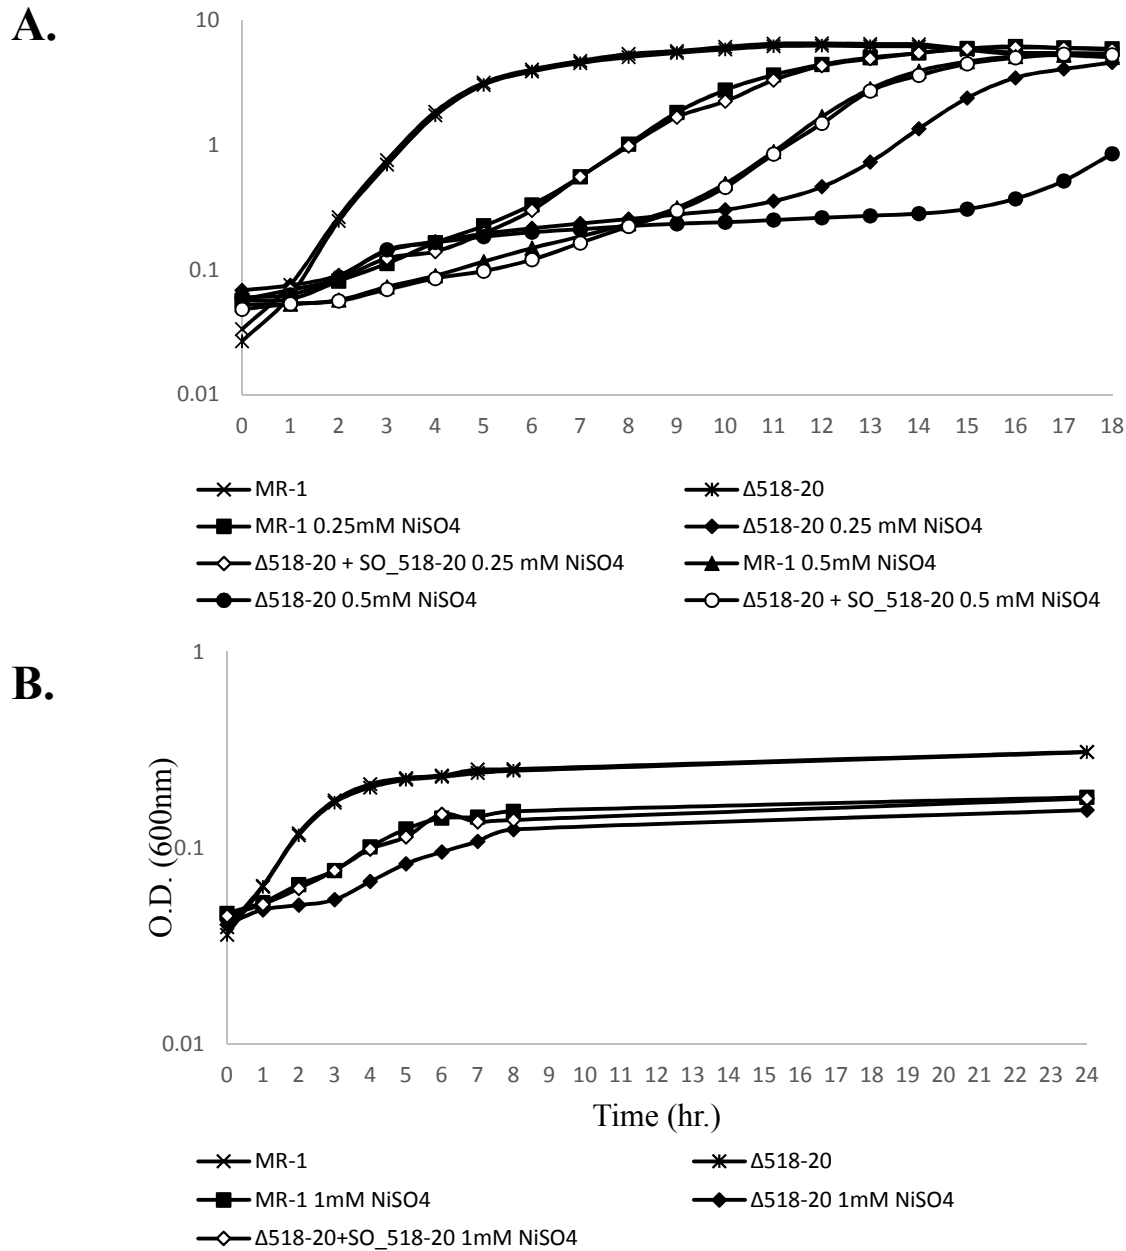 A.
10
1
0.1
0.01
0 1 2 3 4 5 6 7 8 9 10 11 12 13 14 15 16 17 18
MR-1 Δ518-20
MR-1 0.25mM NiSO4 Δ518-20 0.25 mM NiSO4
Δ518-20 + SO_518-20 0.25 mM NiSO4 MR-1 0.5mM NiSO4
Δ518-20 0.5mM NiSO4 Δ518-20 + SO_518-20 0.5 mM NiSO4
B.
1
0.1
0.01
O.D. (600nm)
0 1 2 3 4 5 6 7 8 9 10 11 12 13 14 15 16 17 18 19 20 21 22 23 24
Time (hr.)
MR-1 Δ518-20
MR-1 1mM NiSO4 Δ518-20 1mM NiSO4
Δ518-20+SO_518-20 1mM NiSO4